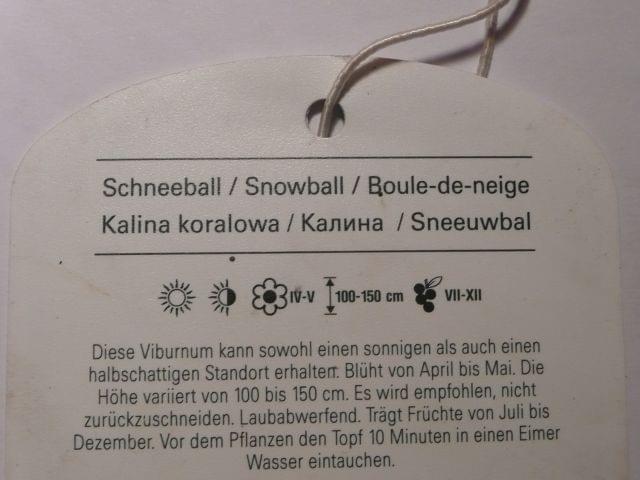 Schneeball / Snowball / Boule-de-neige
Kalina koralowa / Калина / Sneeuwbal
IV-V 100-150 cm VII-XII
Diese Viburnum kann sowohl einen sonnigen als auch einen
halbschattigen Standort erhalten. Blüht von April bis Mai. Die
Höhe variiert von 100 bis 150 cm. Es wird empfohlen, nicht
zurückzuschneiden. Laubabwerfend. Trägt Früchte von Juli bis
Dezember. Vor dem Pflanzen den Topf 10 Minuten in einen Eimer
Wasser eintauchen.